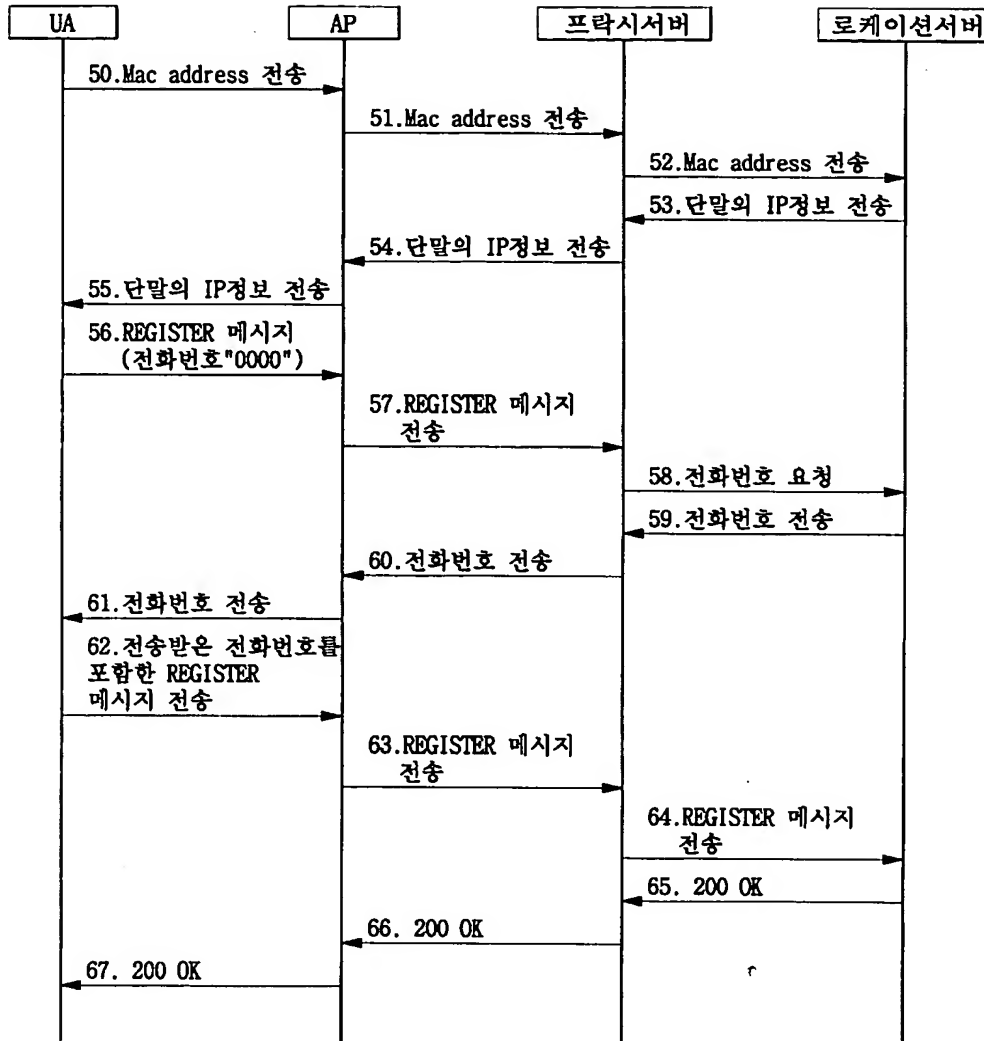 UA
AP
프락시서버
로케이션서버
50.Mac address 전송
51.Mac address 전송
52.Mac address 전송
53.단말의 IP정보 전송
54.단말의 IP정보 전송
55.단말의 IP정보 전송
56.REGISTER 메시지
(전화번호"0000")
57.REGISTER 메시지
전송
58.전화번호 요청
59.전화번호 전송
60.전화번호 전송
61.전화번호 전송
62.전송받은 전화번호를
포함한 REGISTER
메시지 전송
63.REGISTER 메시지
전송
64.REGISTER 메시지
전송
65. 200 OK
66. 200 OK
67. 200 OK